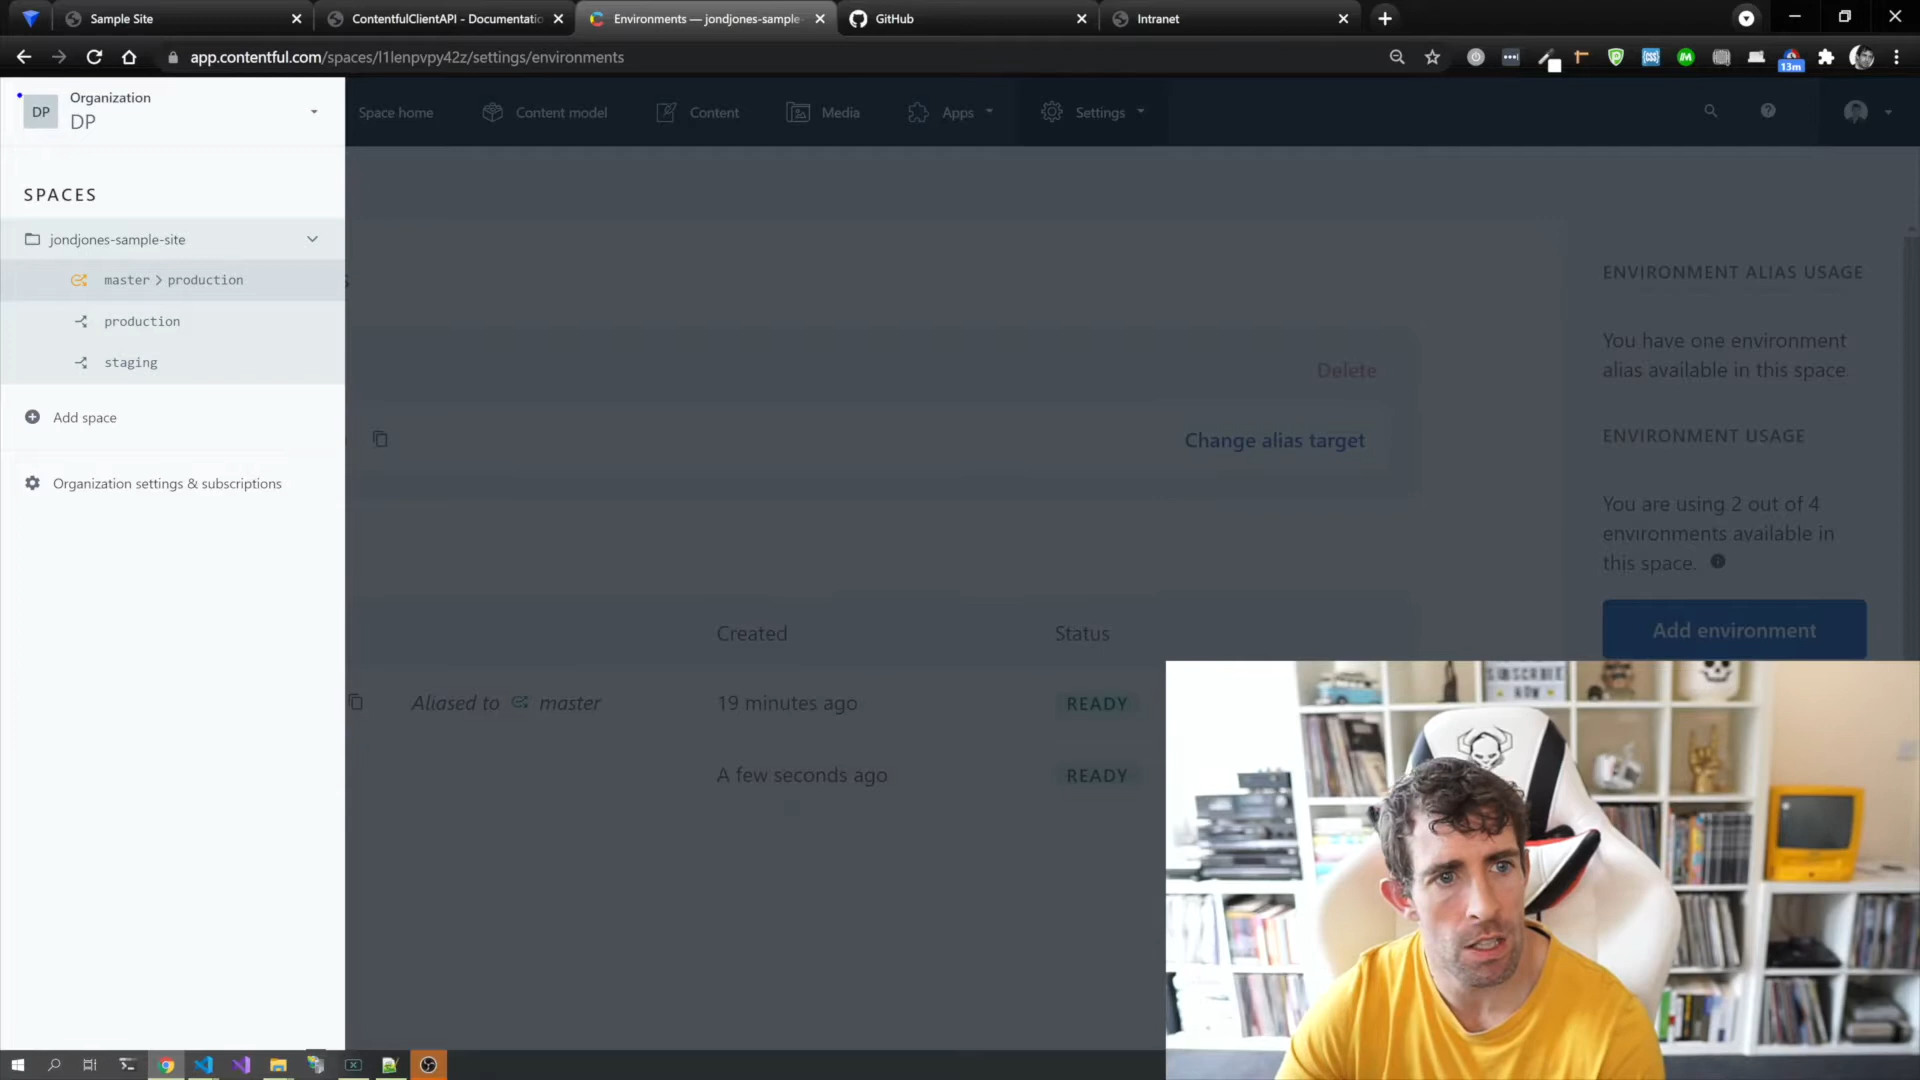 Sample Site
ContentfulClientAPI - Documentatio
Environments — jondjones-sample-
GitHub
Intranet
app.contentful.com/spaces/l1lenpvpy42z/settings/environments
13m
DP
Organization
DP
Space home
Content model
Content
Media
Apps
Settings
SPACES
jondjones-sample-site
master > production
production
staging
Add space
Organization settings & subscriptions
Delete
Change alias target
Created
Status
Aliased to master
19 minutes ago
READY
A few seconds ago
READY
ENVIRONMENT ALIAS USAGE
You have one environment
alias available in this space.
ENVIRONMENT USAGE
You are using 2 out of 4
environments available in
this space.
Add environment
SUBSCRIBE
NOW